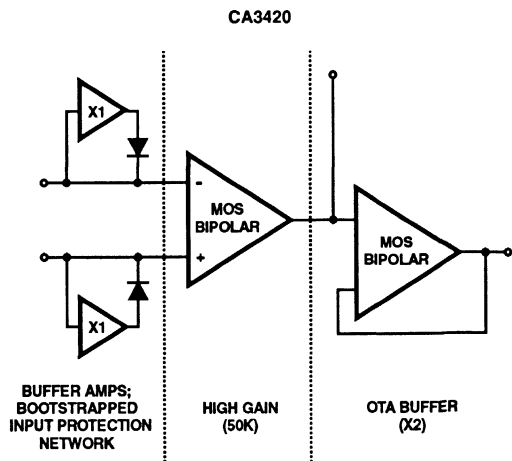 CA3420
X1
-
MOS
BIPOLAR
+
X1
MOS
BIPOLAR
BUFFER AMPS;
BOOTSTRAPPED
INPUT PROTECTION
NETWORK
HIGH GAIN
(50K)
OTA BUFFER
(X2)